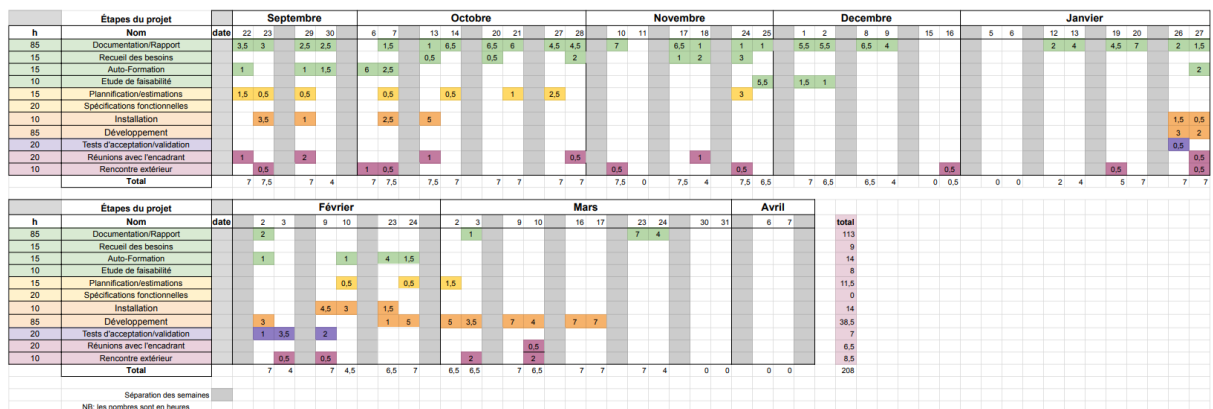 Étapes du projet Septembre Octobre Novembre Decembre Janvier
h Nom date 22 23 29 30 6 7 13 14 20 21 27 28 10 11 17 18 24 25 1 2 8 9 15 16 5 6 12 13 19 20 26 27
85 Documentation/Rapport 3,5 3 2,5 2,5 1,5 1 6,5 6,5 6 4,5 4,5 7 6,5 1 1 1 5,5 5,5 6,5 4 2 4 4,5 7 2 1,5
15 Recueil des besoins 0,5 0,5 2 1 2 3
15 Auto-Formation 1 1 1,5 6 2,5 2
10 Etude de faisabilité 5,5 1,5 1
15 Plannification/estimations 1,5 0,5 0,5 0,5 0,5 1 2,5 3
20 Spécifications fonctionnelles
10 Installation 3,5 1 2,5 5 1,5 0,5
85 Développement 3 2
20 Tests d'acceptation/validation 0,5
20 Réunions avec l'encadrant 1 2 1 0,5 1 0,5
10 Rencontre extérieur 0,5 1 0,5 0,5 0,5 0,5 0,5 0,5
Total 7 7,5 7 4 7 7,5 7,5 7 7 7 7 7 7,5 0 7,5 4 7,5 6,5 7 6,5 6,5 4 0 0,5 0 0 2 4 5 7 7 7
Étapes du projet Février Mars Avril
h Nom date 2 3 9 10 23 24 2 3 9 10 16 17 23 24 30 31 6 7 total
85 Documentation/Rapport 2 1 7 4 113
15 Recueil des besoins 9
15 Auto-Formation 1 1 4 1,5 14
10 Etude de faisabilité 8
15 Plannification/estimations 0,5 0,5 1,5 11,5
20 Spécifications fonctionnelles 0
10 Installation 4,5 3 1,5 14
85 Développement 3 1 5 5 3,5 7 4 7 7 38,5
20 Tests d'acceptation/validation 1 3,5 2 7
20 Réunions avec l'encadrant 0,5 6,5
10 Rencontre extérieur 0,5 0,5 2 2 8,5
Total 7 4 7 4,5 6,5 7 6,5 6,5 7 6,5 7 7 7 4 0 0 0 0 208
Séparation des semaines
NB: les nombres sont en heures